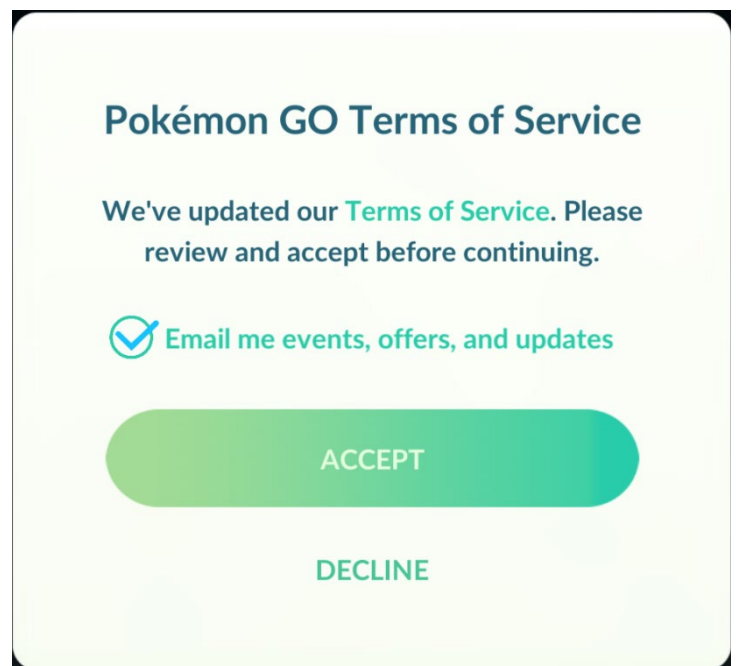 Pokémon GO Terms of Service
We've updated our Terms of Service. Please
review and accept before continuing.
Email me events, offers, and updates
ACCEPT
DECLINE